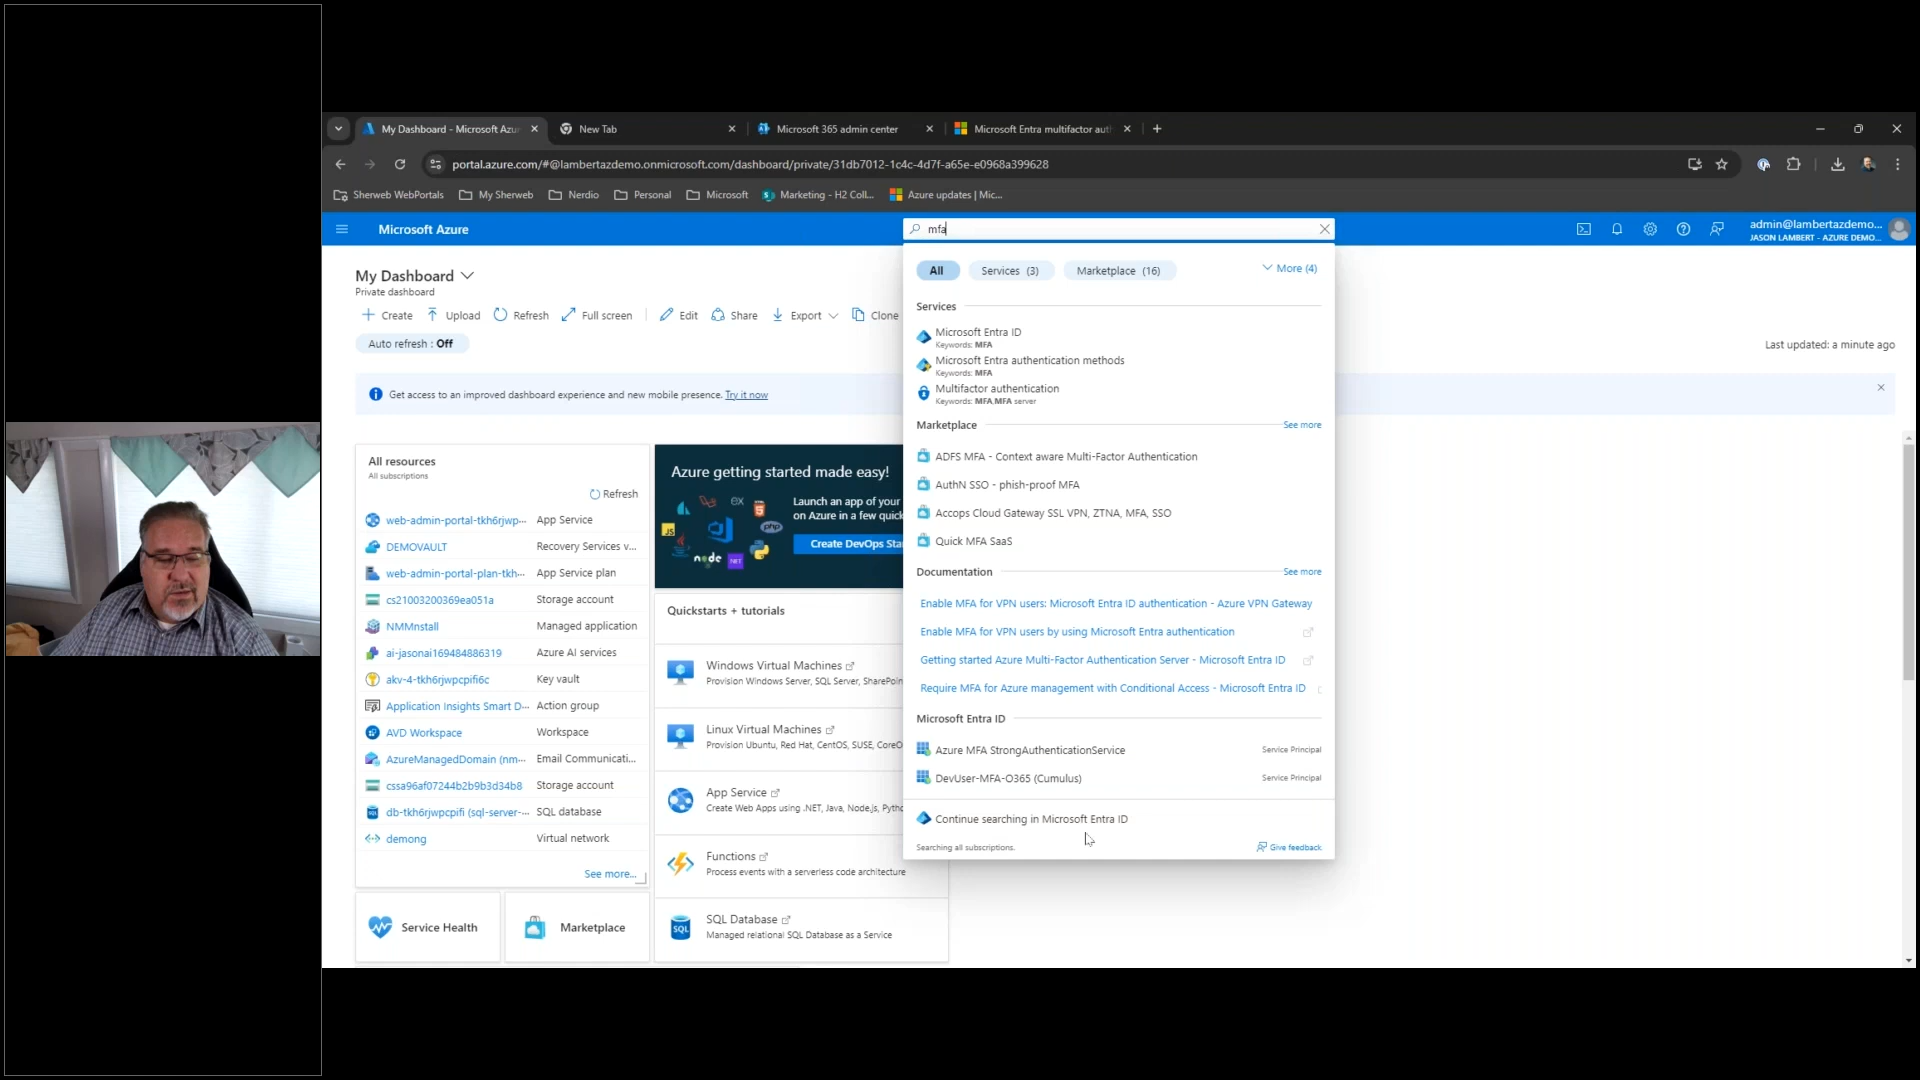 My Dashboard - Microsoft Azu
New Tab
Microsoft 365 admin center
Microsoft Entra multifactor aut
portal.azure.com/#@lambertazdemo.onmicrosoft.com/dashboard/private/31db7012-1c4c-4d7f-a65e-e0968a399628
Sherweb WebPortals
My Sherweb
Nerdio
Personal
Microsoft
Marketing - H2 Coll...
Azure updates | Mic...
Microsoft Azure
mfa
admin@lambertazdemo...
JASON LAMBERT - AZURE DEMO...
My Dashboard
Private dashboard
Create
Upload
Refresh
Full screen
Edit
Share
Export
Clone
Auto refresh : Off
Last updated: a minute ago
Get access to an improved dashboard experience and new mobile presence. Try it now
All resources
All subscriptions
Refresh
web-admin-portal-tkh6rjwp... App Service
DEMOVAULT Recovery Services v...
web-admin-portal-plan-tkh... App Service plan
cs21003200369ea051a Storage account
NMMnstall Managed application
ai-jasonai169484886319 Azure AI services
akv-4-tkh6rjwpcpifi6c Key vault
Application Insights Smart D... Action group
AVD Workspace Workspace
AzureManagedDomain (nm... Email Communicati...
cssa96af07244b2b9b3d34b8 Storage account
db-tkh6rjwpcpifi (sql-server-... SQL database
demong Virtual network
See more...
Service Health
Marketplace
Azure getting started made easy!
Launch an app of your
on Azure in a few quick
Create DevOps Sta
JS
ex
php
node
NET
Quickstarts + tutorials
Windows Virtual Machines
Provision Windows Server, SQL Server, SharePoin
Linux Virtual Machines
Provision Ubuntu, Red Hat, CentOS, SUSE, CoreO
App Service
Create Web Apps using .NET, Java, Node.js, Pytho
Functions
Process events with a serverless code architecture
SQL
SQL Database
Managed relational SQL Database as a Service
All
Services (3)
Marketplace (16)
More (4)
Services
Microsoft Entra ID
Keywords: MFA
Microsoft Entra authentication methods
Keywords: MFA
Multifactor authentication
Keywords: MFA,MFA server
Marketplace
See more
ADFS MFA - Context aware Multi-Factor Authentication
AuthN SSO - phish-proof MFA
Accops Cloud Gateway SSL VPN, ZTNA, MFA, SSO
Quick MFA SaaS
Documentation
See more
Enable MFA for VPN users: Microsoft Entra ID authentication - Azure VPN Gateway
Enable MFA for VPN users by using Microsoft Entra authentication
Getting started Azure Multi-Factor Authentication Server - Microsoft Entra ID
Require MFA for Azure management with Conditional Access - Microsoft Entra ID
Microsoft Entra ID
Azure MFA StrongAuthenticationService Service Principal
DevUser-MFA-O365 (Cumulus) Service Principal
Continue searching in Microsoft Entra ID
Searching all subscriptions.
Give feedback